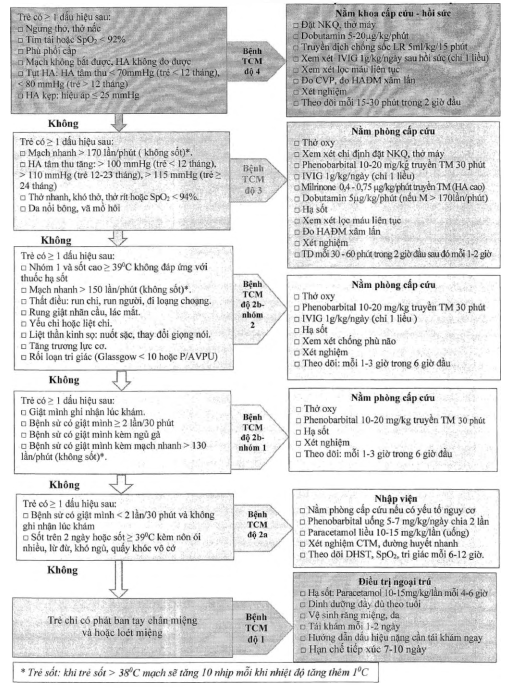 Trẻ có ≥ 1 dấu hiệu sau:
□ Ngưng thở, thở nấc
□ Tím tái hoặc SpO₂ < 92%
□ Phù phổi cấp
□ Mạch không bắt được, HA không đo được
□ Tụt HA: HA tâm thu < 70mmHg (trẻ < 12 tháng),
< 80 mmHg (trẻ > 12 tháng)
□ HA kẹp: hiệu áp ≤ 25 mmHg
Bệnh
TCM
độ 4
Nằm khoa cấp cứu - hồi sức
□ Đặt NKQ, thở máy
□ Dobutamin 5-20μg/kg/phút
□ Truyền dịch chống sốc LR 5ml/kg/15 phút
□ Xem xét IVIG 1g/kg/ngày sau hồi sức (chỉ 1 liều)
□ Xem xét lọc máu liên tục
□ Đo CVP, đo HAĐM xâm lấn
□ Xét nghiệm
□ Theo dõi mỗi 15-30 phút trong 2 giờ đầu
Không
Trẻ có ≥ 1 dấu hiệu sau:
□ Mạch nhanh > 170 lần/phút ( không sốt)*.
□ HA tâm thu tăng: > 100 mmHg (trẻ < 12 tháng),
> 110 mmHg (trẻ 12-23 tháng), > 115 mmHg (trẻ ≥
24 tháng)
□ Thở nhanh, khó thở, thở rít hoặc SpO₂ < 94%.
□ Da nổi bông, vã mồ hôi
Bệnh
TCM
độ 3
Nằm phòng cấp cứu
□ Thở oxy
□ Xem xét chỉ định đặt NKQ, thở máy
□ Phenobarbital 10-20 mg/kg truyền TM 30 phút
□ IVIG 1g/kg/ngày (chỉ 1 liều)
□ Milrinone 0,4 - 0,75 μg/kg/phút truyền TM (HA cao)
□ Dobutamin 5μg/kg/phút (nếu M > 170lần/phút)
□ Hạ sốt
□ Xem xét lọc máu liên tục
□ Đo HAĐM xâm lấn
□ Xét nghiệm
□ TD mỗi 30 - 60 phút trong 2 giờ đầu sau đó mỗi 1-2 giờ
Không
Trẻ có ≥ 1 dấu hiệu sau:
□ Nhóm 1 và sốt cao ≥ 39⁰C không đáp ứng với
thuốc hạ sốt
□ Mạch nhanh > 150 lần/phút (không sốt)*.
□ Thất điều: run chi, run người, đi loạng choạng.
□ Rung giật nhãn cầu, lác mắt.
□ Yếu chi hoặc liệt chi.
□ Liệt thần kinh sọ: nuốt sặc, thay đổi giọng nói.
□ Tăng trương lực cơ.
□ Rối loạn tri giác (Glassgow < 10 hoặc P/AVPU)
Bệnh
TCM
độ 2b-
nhóm
2
Nằm phòng cấp cứu
□ Thở oxy
□ Phenobarbital 10-20 mg/kg truyền TM 30 phút
□ IVIG 1g/kg/ngày (chỉ 1 liều )
□ Hạ sốt
□ Xem xét chống phù não
□ Xét nghiệm
□ Theo dõi: mỗi 1-3 giờ trong 6 giờ đầu
Không
Trẻ có ≥ 1 dấu hiệu sau:
□ Giật mình ghi nhận lúc khám.
□ Bệnh sử có giật mình ≥ 2 lần/30 phút
□ Bệnh sử có giật mình kèm ngủ gà
□ Bệnh sử có giật mình kèm mạch nhanh > 130
lần/phút (không sốt)*.
Bệnh
TCM
độ 2b-
nhóm 1
Nằm phòng cấp cứu
□ Thở oxy
□ Phenobarbital 10-20 mg/kg truyền TM 30 phút
□ Hạ sốt
□ Xét nghiệm
□ Theo dõi: mỗi 1-3 giờ trong 6 giờ đầu
Không
Trẻ có ≥ 1 dấu hiệu sau:
□ Bệnh sử có giật mình < 2 lần/30 phút và không
ghi nhận lúc khám
□ Sốt trên 2 ngày hoặc sốt ≥ 39⁰C kèm nôn ói
nhiều, lừ đừ, khó ngủ, quấy khóc vô cớ
Bệnh
TCM
độ 2a
Nhập viện
□ Nằm phòng cấp cứu nếu có yếu tố nguy cơ
□ Phenobarbital uống 5-7 mg/kg/ngày chia 2 lần
□ Paracetamol liều 10-15 mg/kg/lần (uống)
□ Xét nghiệm CTM, đường huyết nhanh
□ Theo dõi DHST, SpO₂, tri giác mỗi 6-12 giờ.
Không
Trẻ chỉ có phát ban tay chân miệng
và hoặc loét miệng
Bệnh
TCM
độ 1
Điều trị ngoại trú
□ Hạ sốt: Paracetamol 10-15mg/kg/lần mỗi 4-6 giờ
□ Dinh dưỡng đầy đủ theo tuổi
□ Vệ sinh răng miệng, da
□ Tái khám mỗi 1-2 ngày
□ Hướng dẫn dấu hiệu nặng cần tái khám ngay
□ Hạn chế tiếp xúc 7-10 ngày
* Trẻ sốt: khi trẻ sốt > 38⁰C mạch sẽ tăng 10 nhịp mỗi khi nhiệt độ tăng thêm 1⁰C